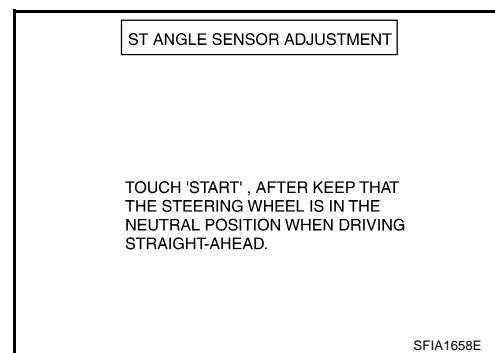 ST ANGLE SENSOR ADJUSTMENT
TOUCH 'START' , AFTER KEEP THAT
THE STEERING WHEEL IS IN THE
NEUTRAL POSITION WHEN DRIVING
STRAIGHT-AHEAD.
SFIA1658E